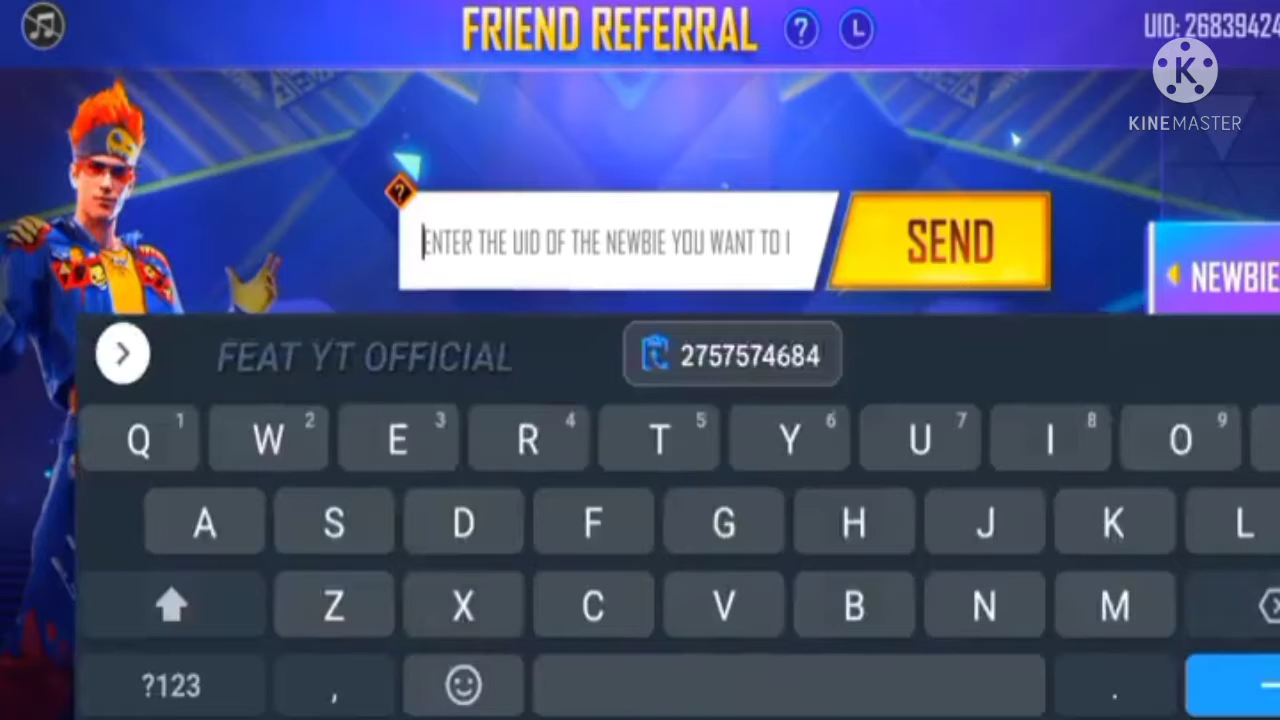 FRIEND REFERRAL ? L
UID: 26839424
K
KINEMASTER
?
ENTER THE UID OF THE NEWBIE YOU WANT TO I
SEND
NEWBIE
FEAT YT OFFICIAL
2757574684
Q 1 W 2 E 3 R 4 T 5 Y 6 U 7 I 8 O 9
A S D F G H J K L
Z X C V B N M
?123 , .